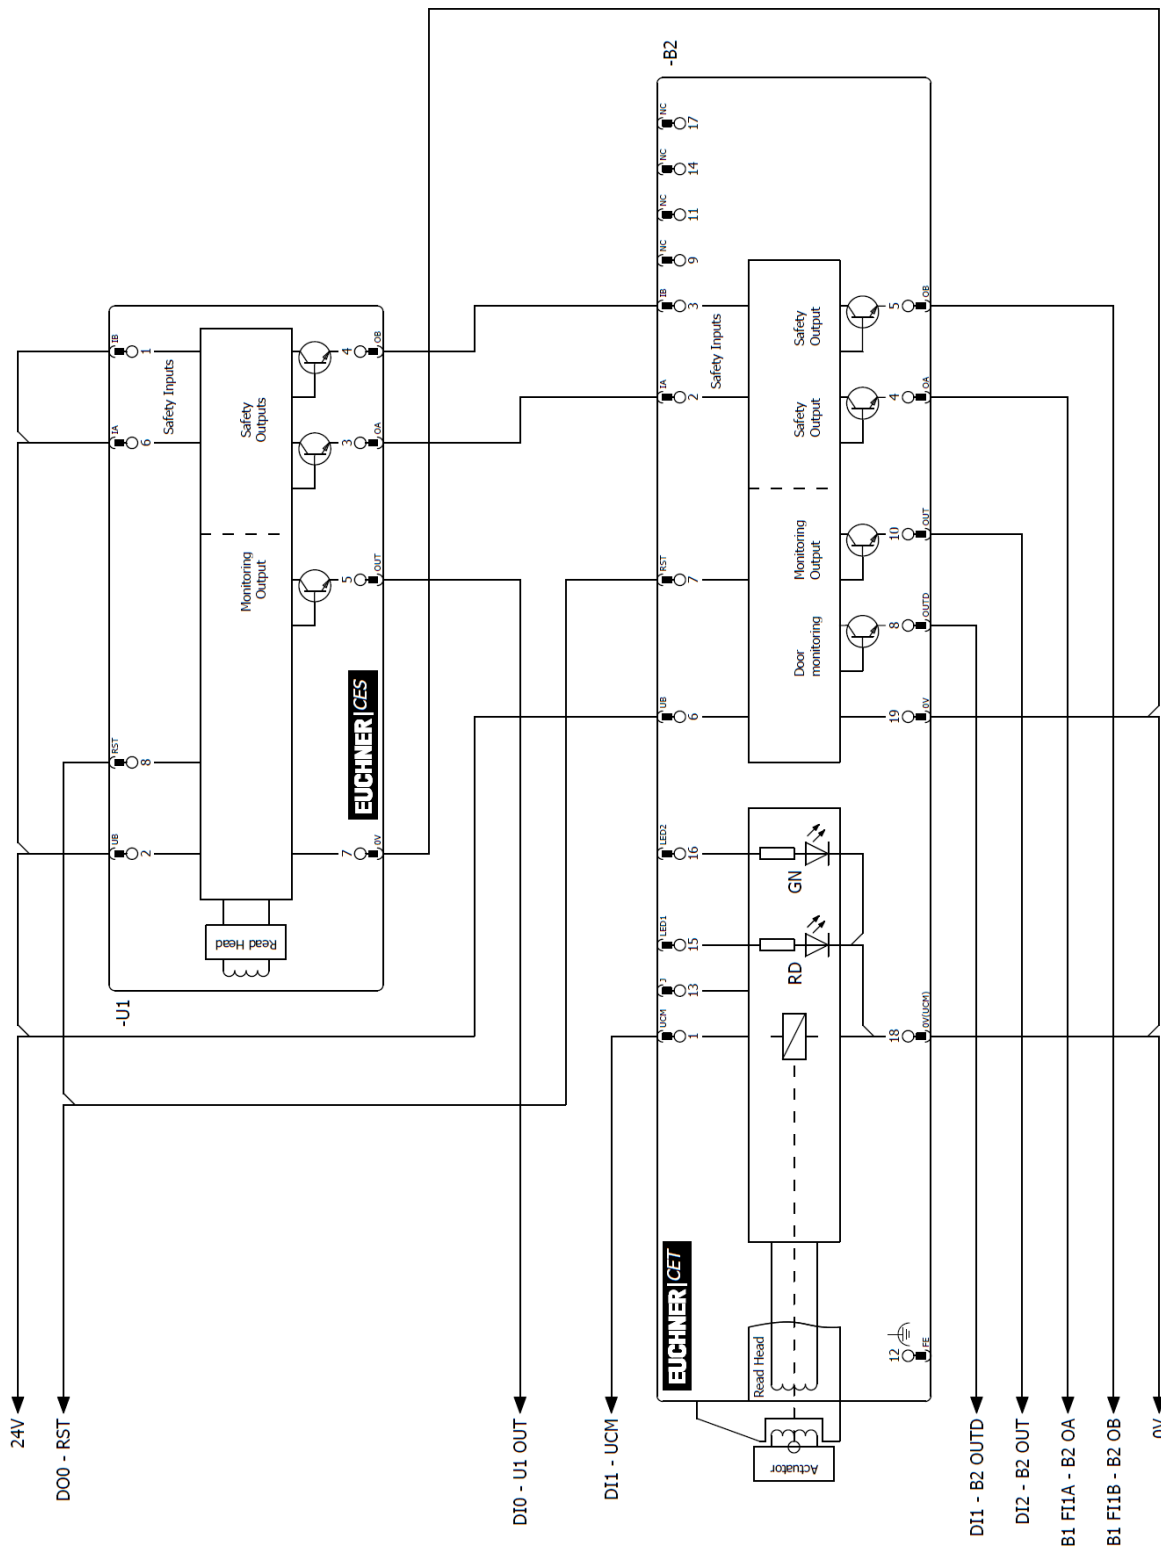 -B2
NC
17
NC
14
NC
11
NC
9
IB
3
Safety Inputs
IA
2
RST
7
UB
6
LED2
16
LED1
15
J
13
UCM
1
Safety
Output
5
OB
Safety
Output
4
OA
Monitoring
Output
10
OUT
Door
monitoring
8
OUTD
19
0V
GN
RD
18
0V(UCM)
EUCHNER|CET
Read Head
12
FE
Actuator
-U1
IB
1
Safety Inputs
IA
6
RST
8
UB
2
Safety
Outputs
4
OB
3
OA
Monitoring
Output
5
OUT
EUCHNER|CES
7
0V
Read Head
24V
DO0 - RST
DI0 - U1 OUT
DI1 - UCM
DI1 - B2 OUTD
DI2 - B2 OUT
B1 FI1A - B2 OA
B1 FI1B - B2 OB
0V